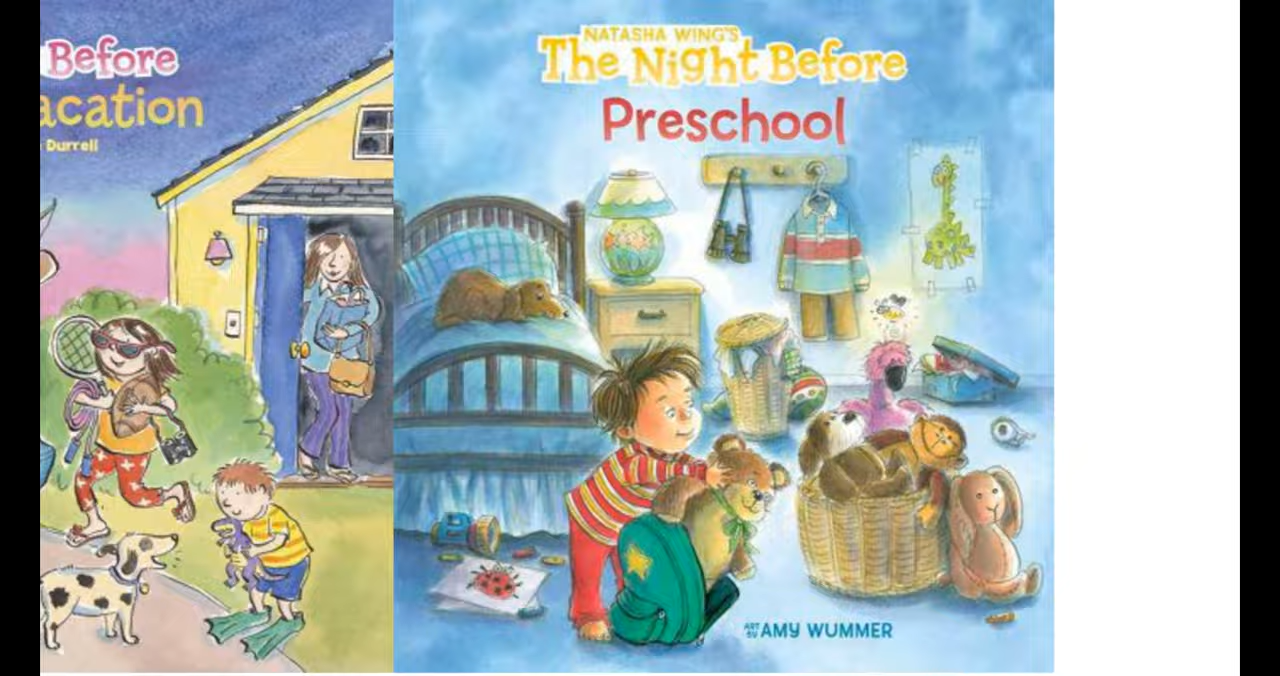 Before
acation
Durrell
NATASHA WING'S
The Night Before
Preschool
ART BY AMY WUMMER